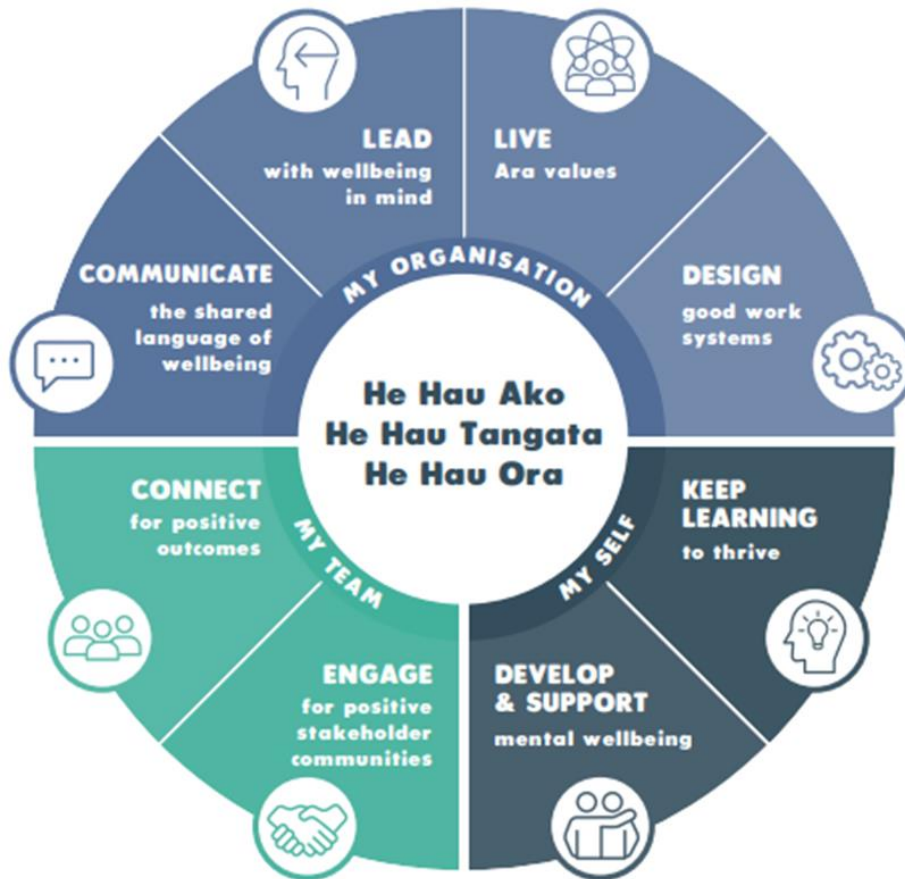 LEAD
with wellbeing
in mind
LIVE
Ara values
COMMUNICATE
the shared
language of
wellbeing
DESIGN
good work
systems
MY ORGANISATION
He Hau Ako
He Hau Tangata
He Hau Ora
CONNECT
for positive
outcomes
MY TEAM
ENGAGE
for positive
stakeholder
communities
MY SELF
KEEP
LEARNING
to thrive
DEVELOP
& SUPPORT
mental wellbeing